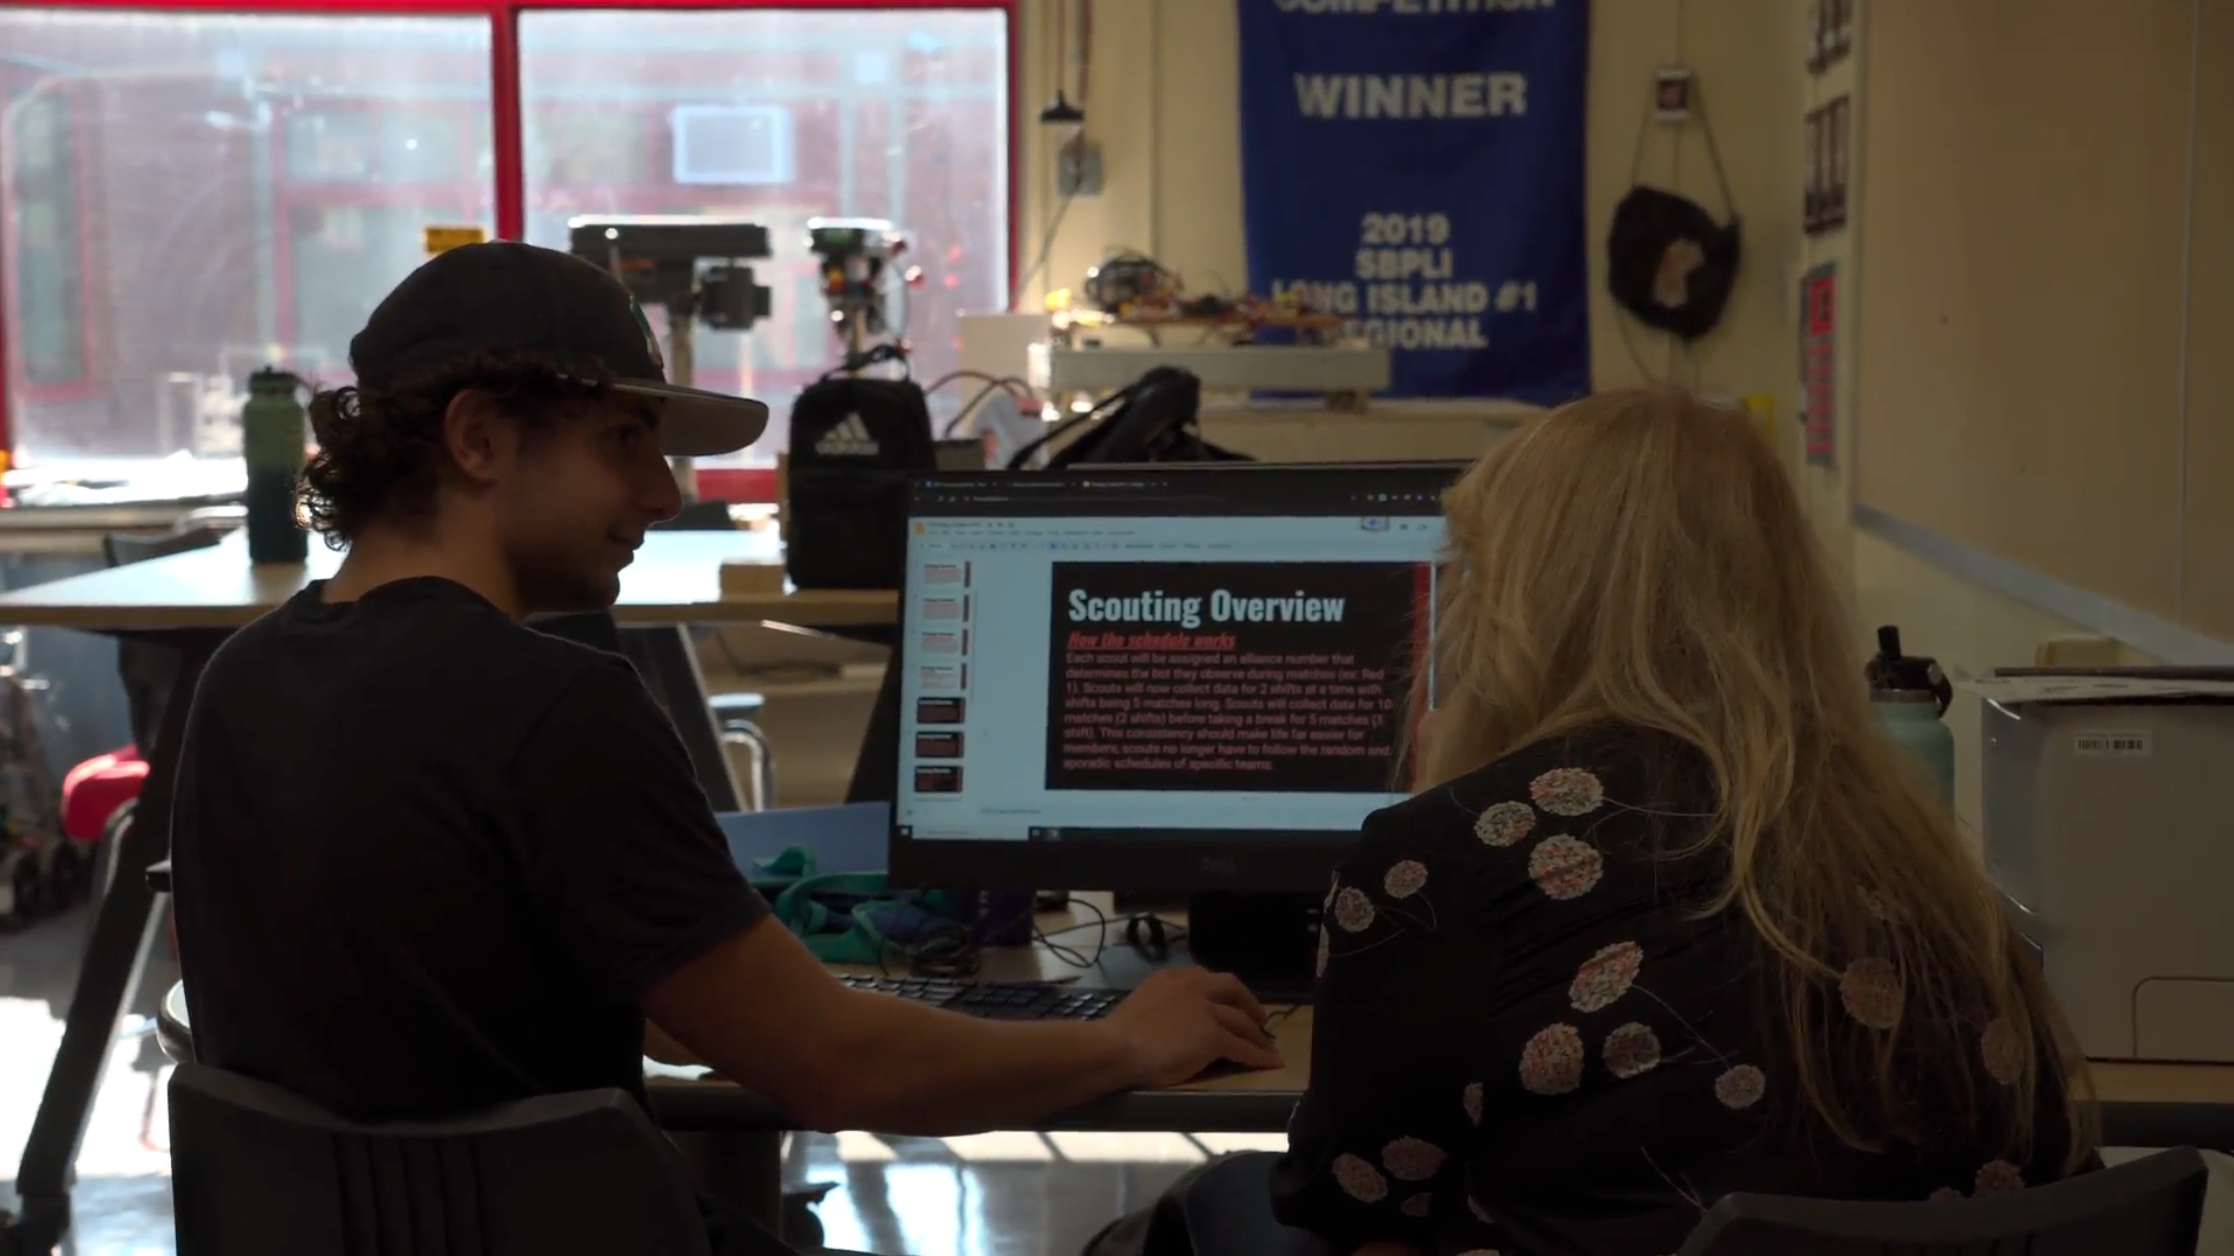 COMPETITION
WINNER
2019
SBPLI
LONG ISLAND #1
REGIONAL
adidas
Scouting Overview
How the schedule works
Each scout will be assigned an alliance number that
determines the bot they observe during matches (ex: Red
1). Scouts will now collect data for 2 shifts at a time with
shifts being 5 matches long. Scouts will collect data for 10
matches (2 shifts) before taking a break for 5 matches (1
shift). This consistency should make life far easier for
members; scouts no longer have to follow the random and
sporadic schedules of specific teams.